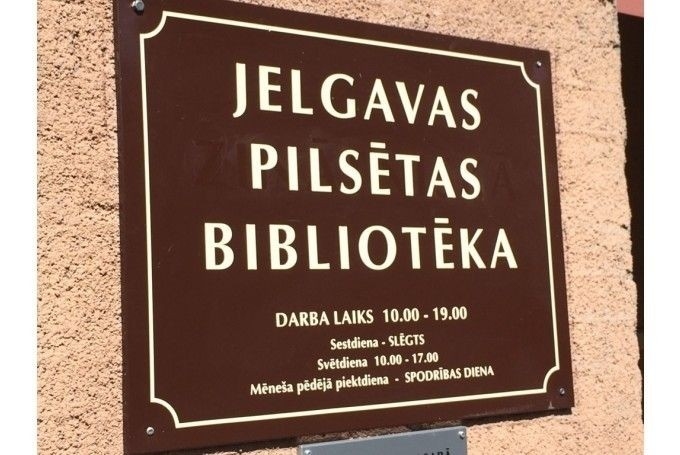 JELGAVAS
PILSĒTAS
BIBLIOTĒKA
DARBA LAIKS 10.00 - 19.00
Sestdiena - SLĒGTS
Svētdiena 10.00 - 17.00
Mēneša pēdējā piektdiena - SPODRĪBAS DIENA